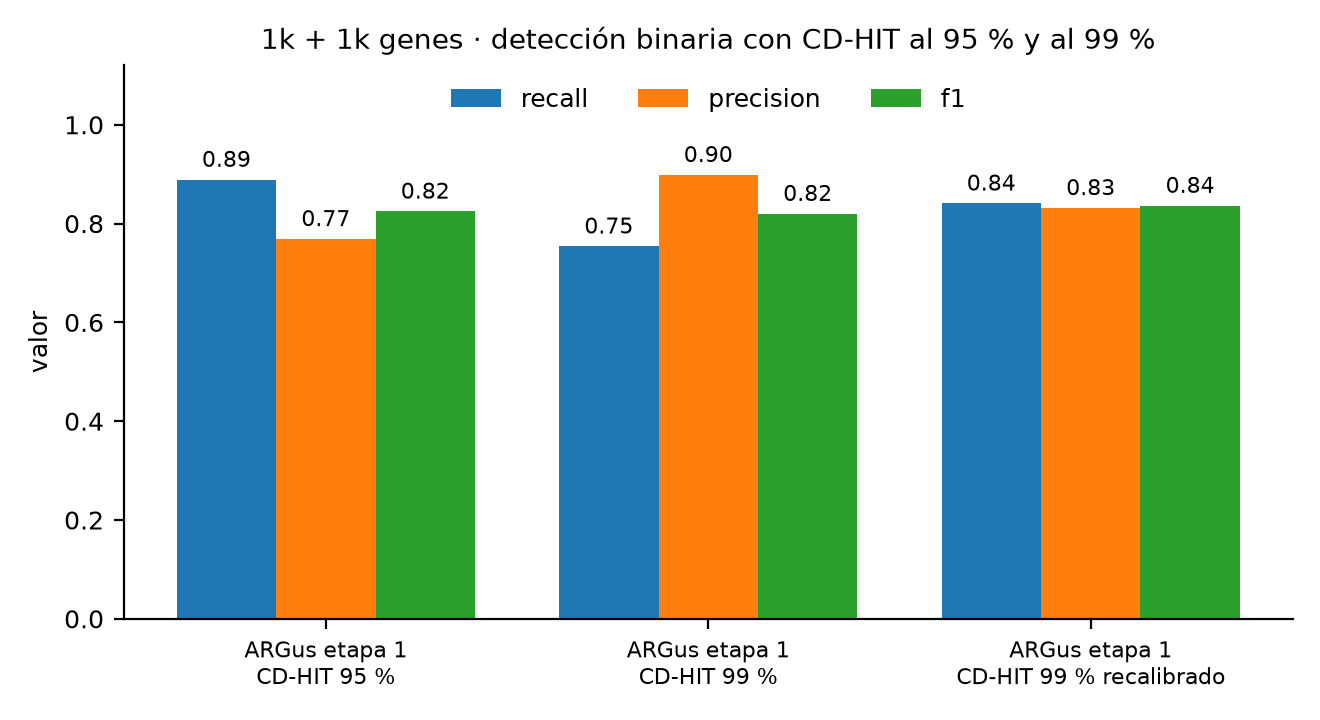 1k + 1k genes · detección binaria con CD-HIT al 95 % y al 99 %
recall precision f1
valor
1.0
0.8
0.6
0.4
0.2
0.0
0.89
0.77
0.82
0.75
0.90
0.82
0.84
0.83
0.84
ARGus etapa 1
CD-HIT 95 %
ARGus etapa 1
CD-HIT 99 %
ARGus etapa 1
CD-HIT 99 % recalibrado